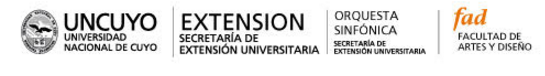 UNCUYO
UNIVERSIDAD
NACIONAL DE CUYO
EXTENSION
SECRETARÍA DE
EXTENSIÓN UNIVERSITARIA
ORQUESTA
SINFÓNICA
SECRETARÍA DE
EXTENSIÓN UNIVERSITARIA
fad
FACULTAD DE
ARTES Y DISEÑO